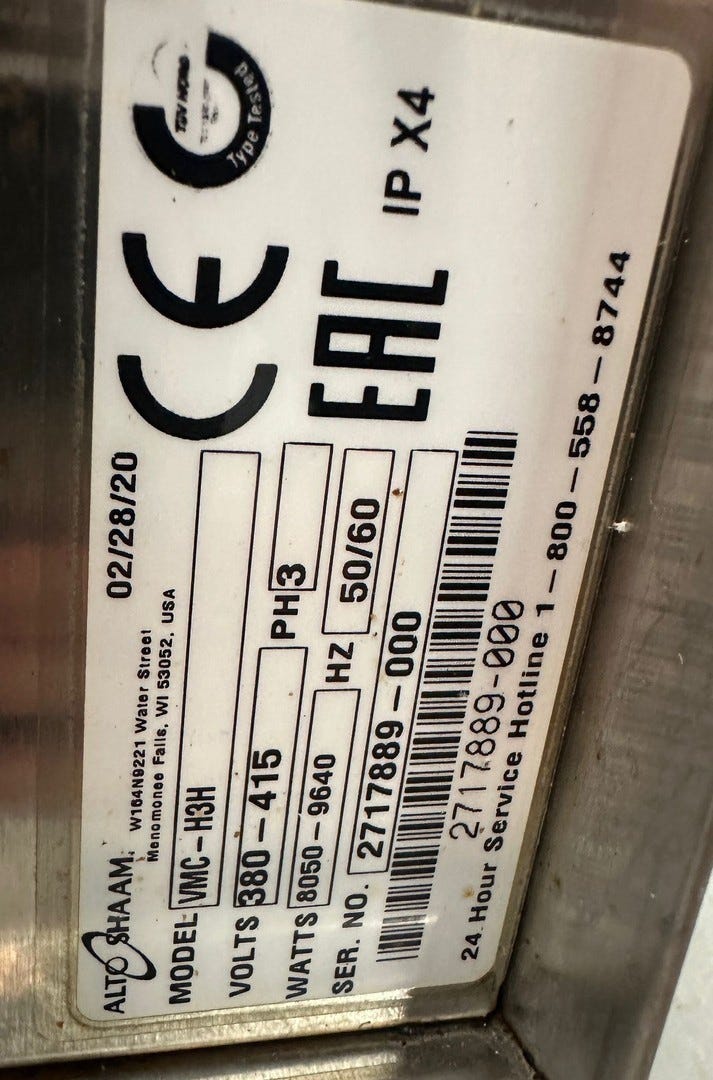 ALTO SHAAM
W164N9221 Water Street
Menomonee Falls, WI 53052, USA
02/28/20
MODEL VMC-H3H
VOLTS 380-415 PH 3
WATTS 8050-9640 HZ 50/60
SER. NO. 2717889-000
2717889-000
24 Hour Service Hotline 1-800-558-8744
CE
EAC
Type Tested
IP X4